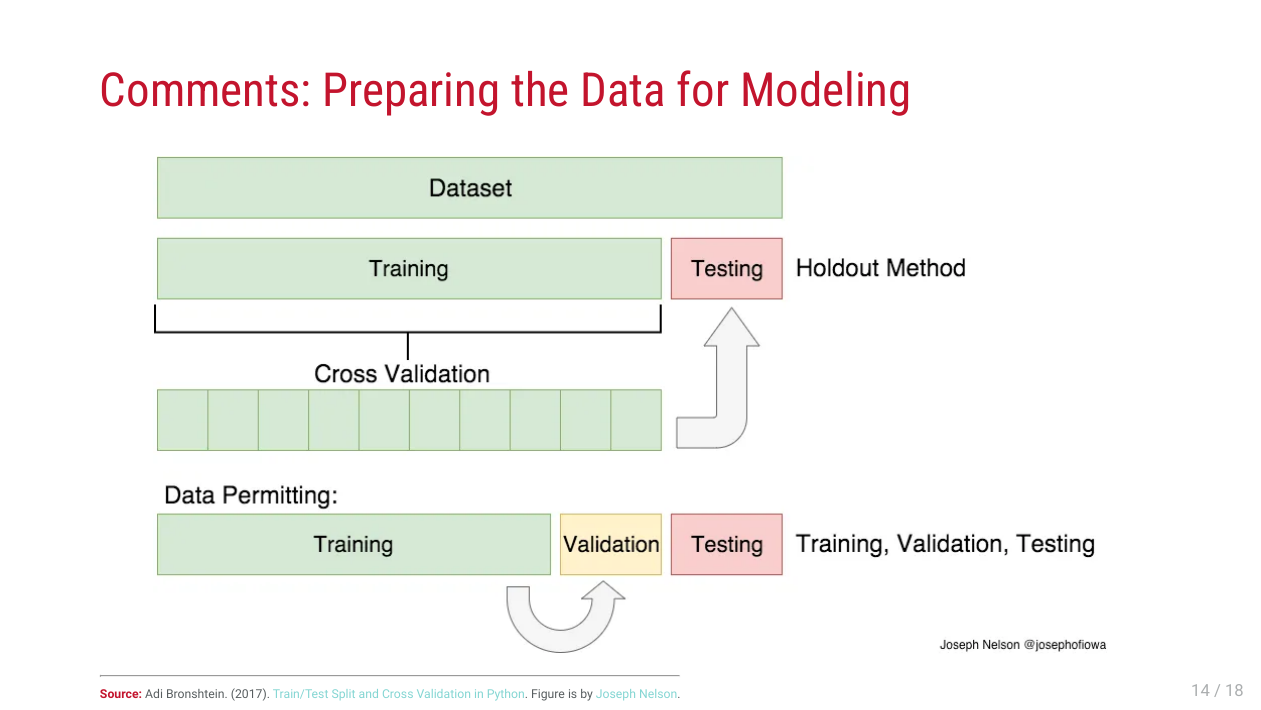 Comments: Preparing the Data for Modeling
Dataset
Training
Testing
Holdout Method
Cross Validation
Data Permitting:
Training
Validation
Testing
Training, Validation, Testing
Joseph Nelson @josephofiowa
Source: Adi Bronshtein. (2017). Train/Test Split and Cross Validation in Python. Figure is by Joseph Nelson.
14 / 18